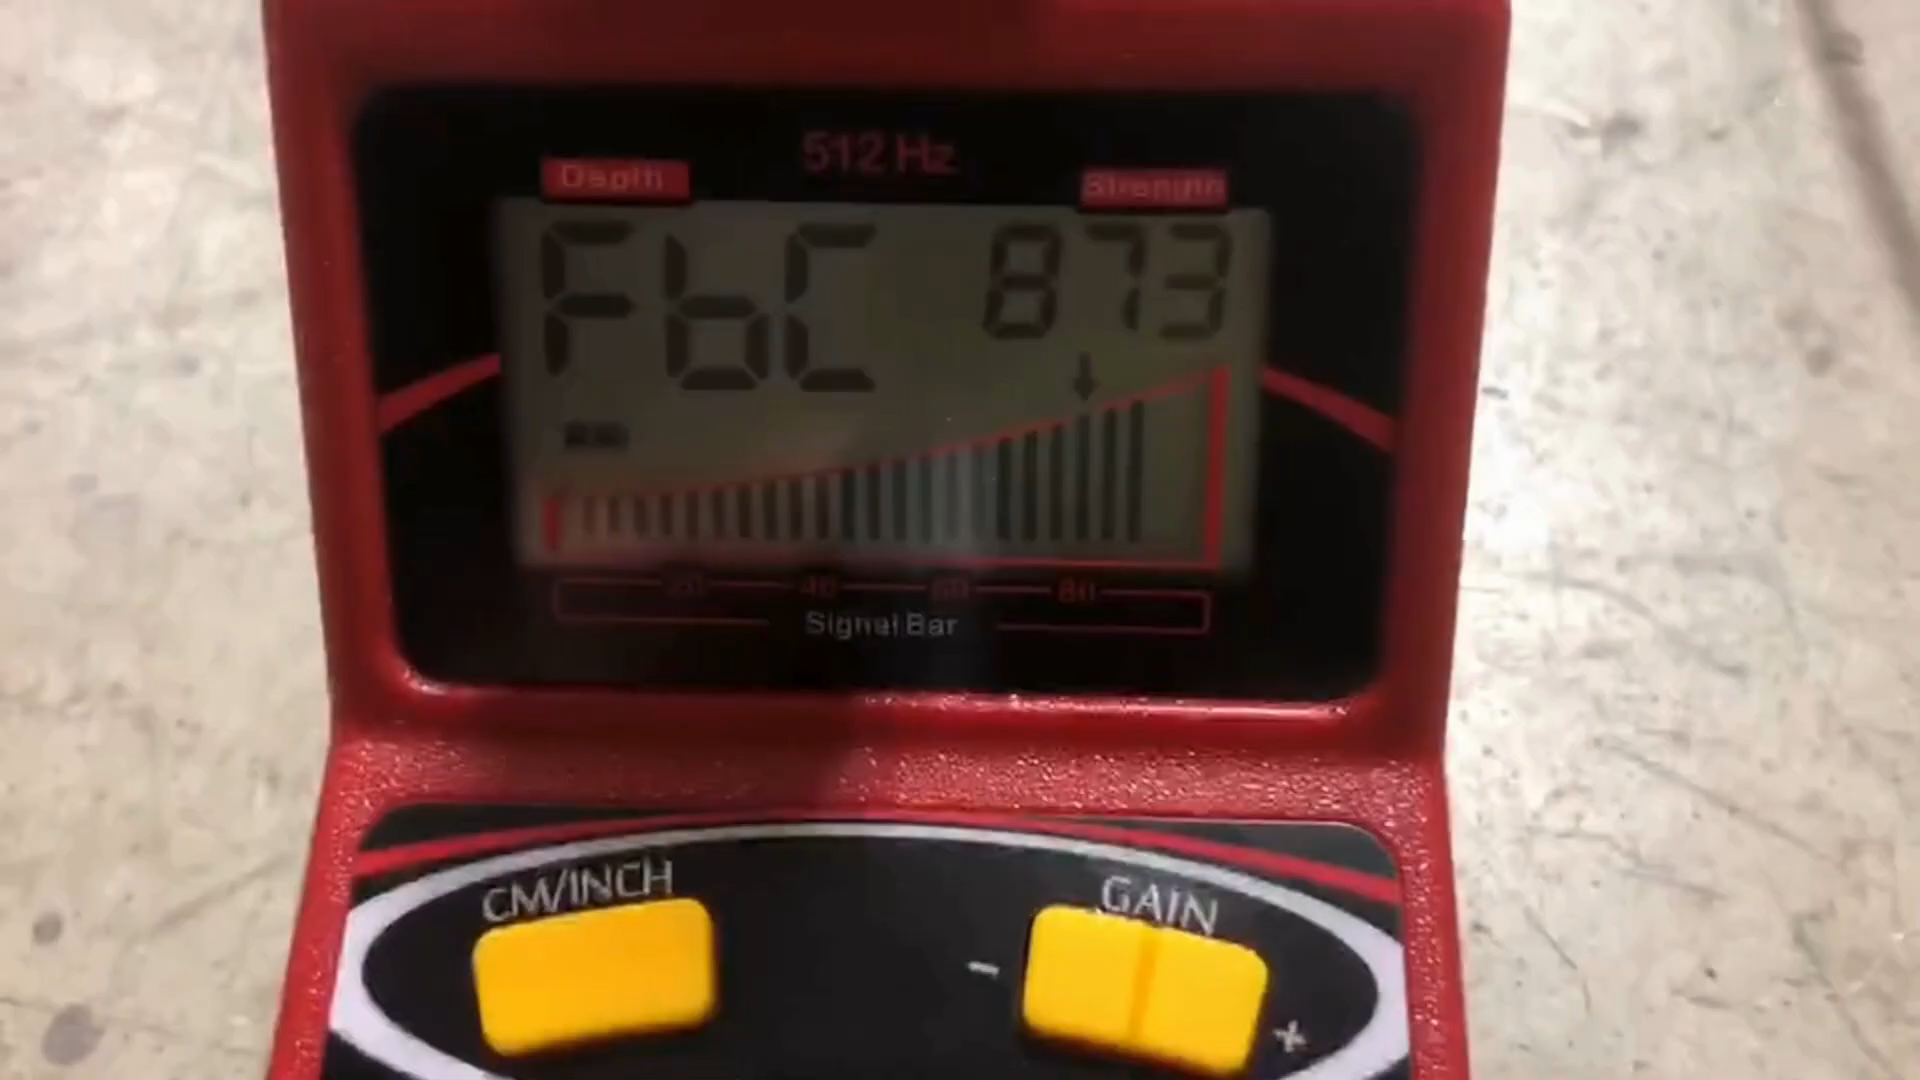 512 Hz
Depth
Strength
FbC 873
20 40 60 80
Signal Bar
CM/INCH
GAIN
- +